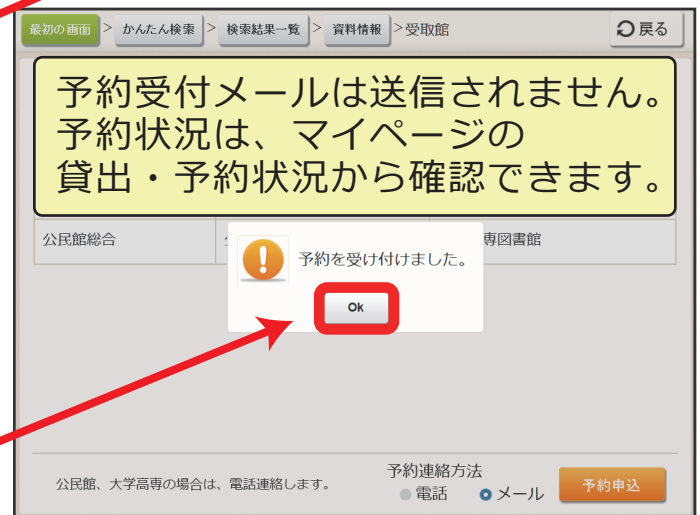 最初の画面 > かんたん検索 > 検索結果一覧 > 資料情報 >受取館 戻る
予約受付メールは送信されません。
予約状況は、マイページの
貸出・予約状況から確認できます。
公民館総合 専図書館
予約を受け付けました。
Ok
予約連絡方法
公民館、大学高専の場合は、電話連絡します。 電話 メール 予約申込